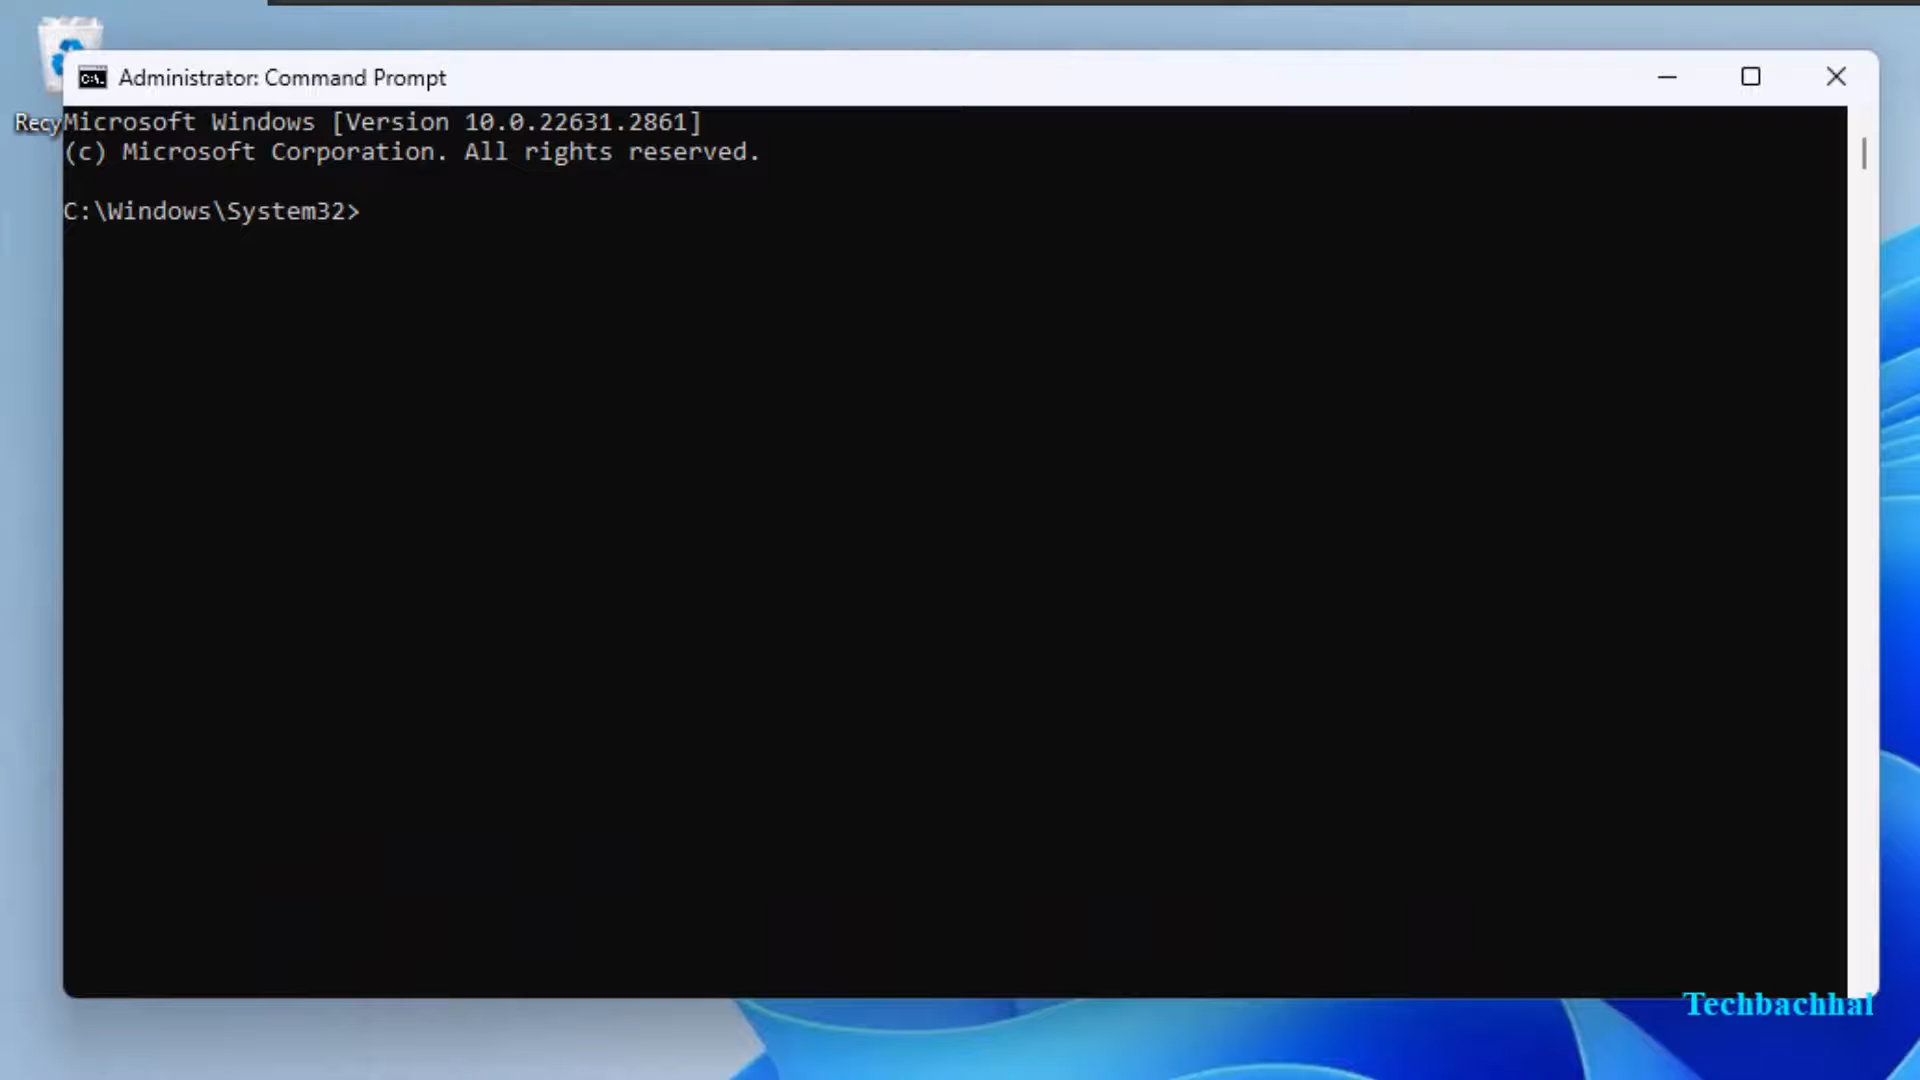 Administrator: Command Prompt
Recy
Microsoft Windows [Version 10.0.22631.2861]
(c) Microsoft Corporation. All rights reserved.
C:\Windows\System32>
Techbachhal